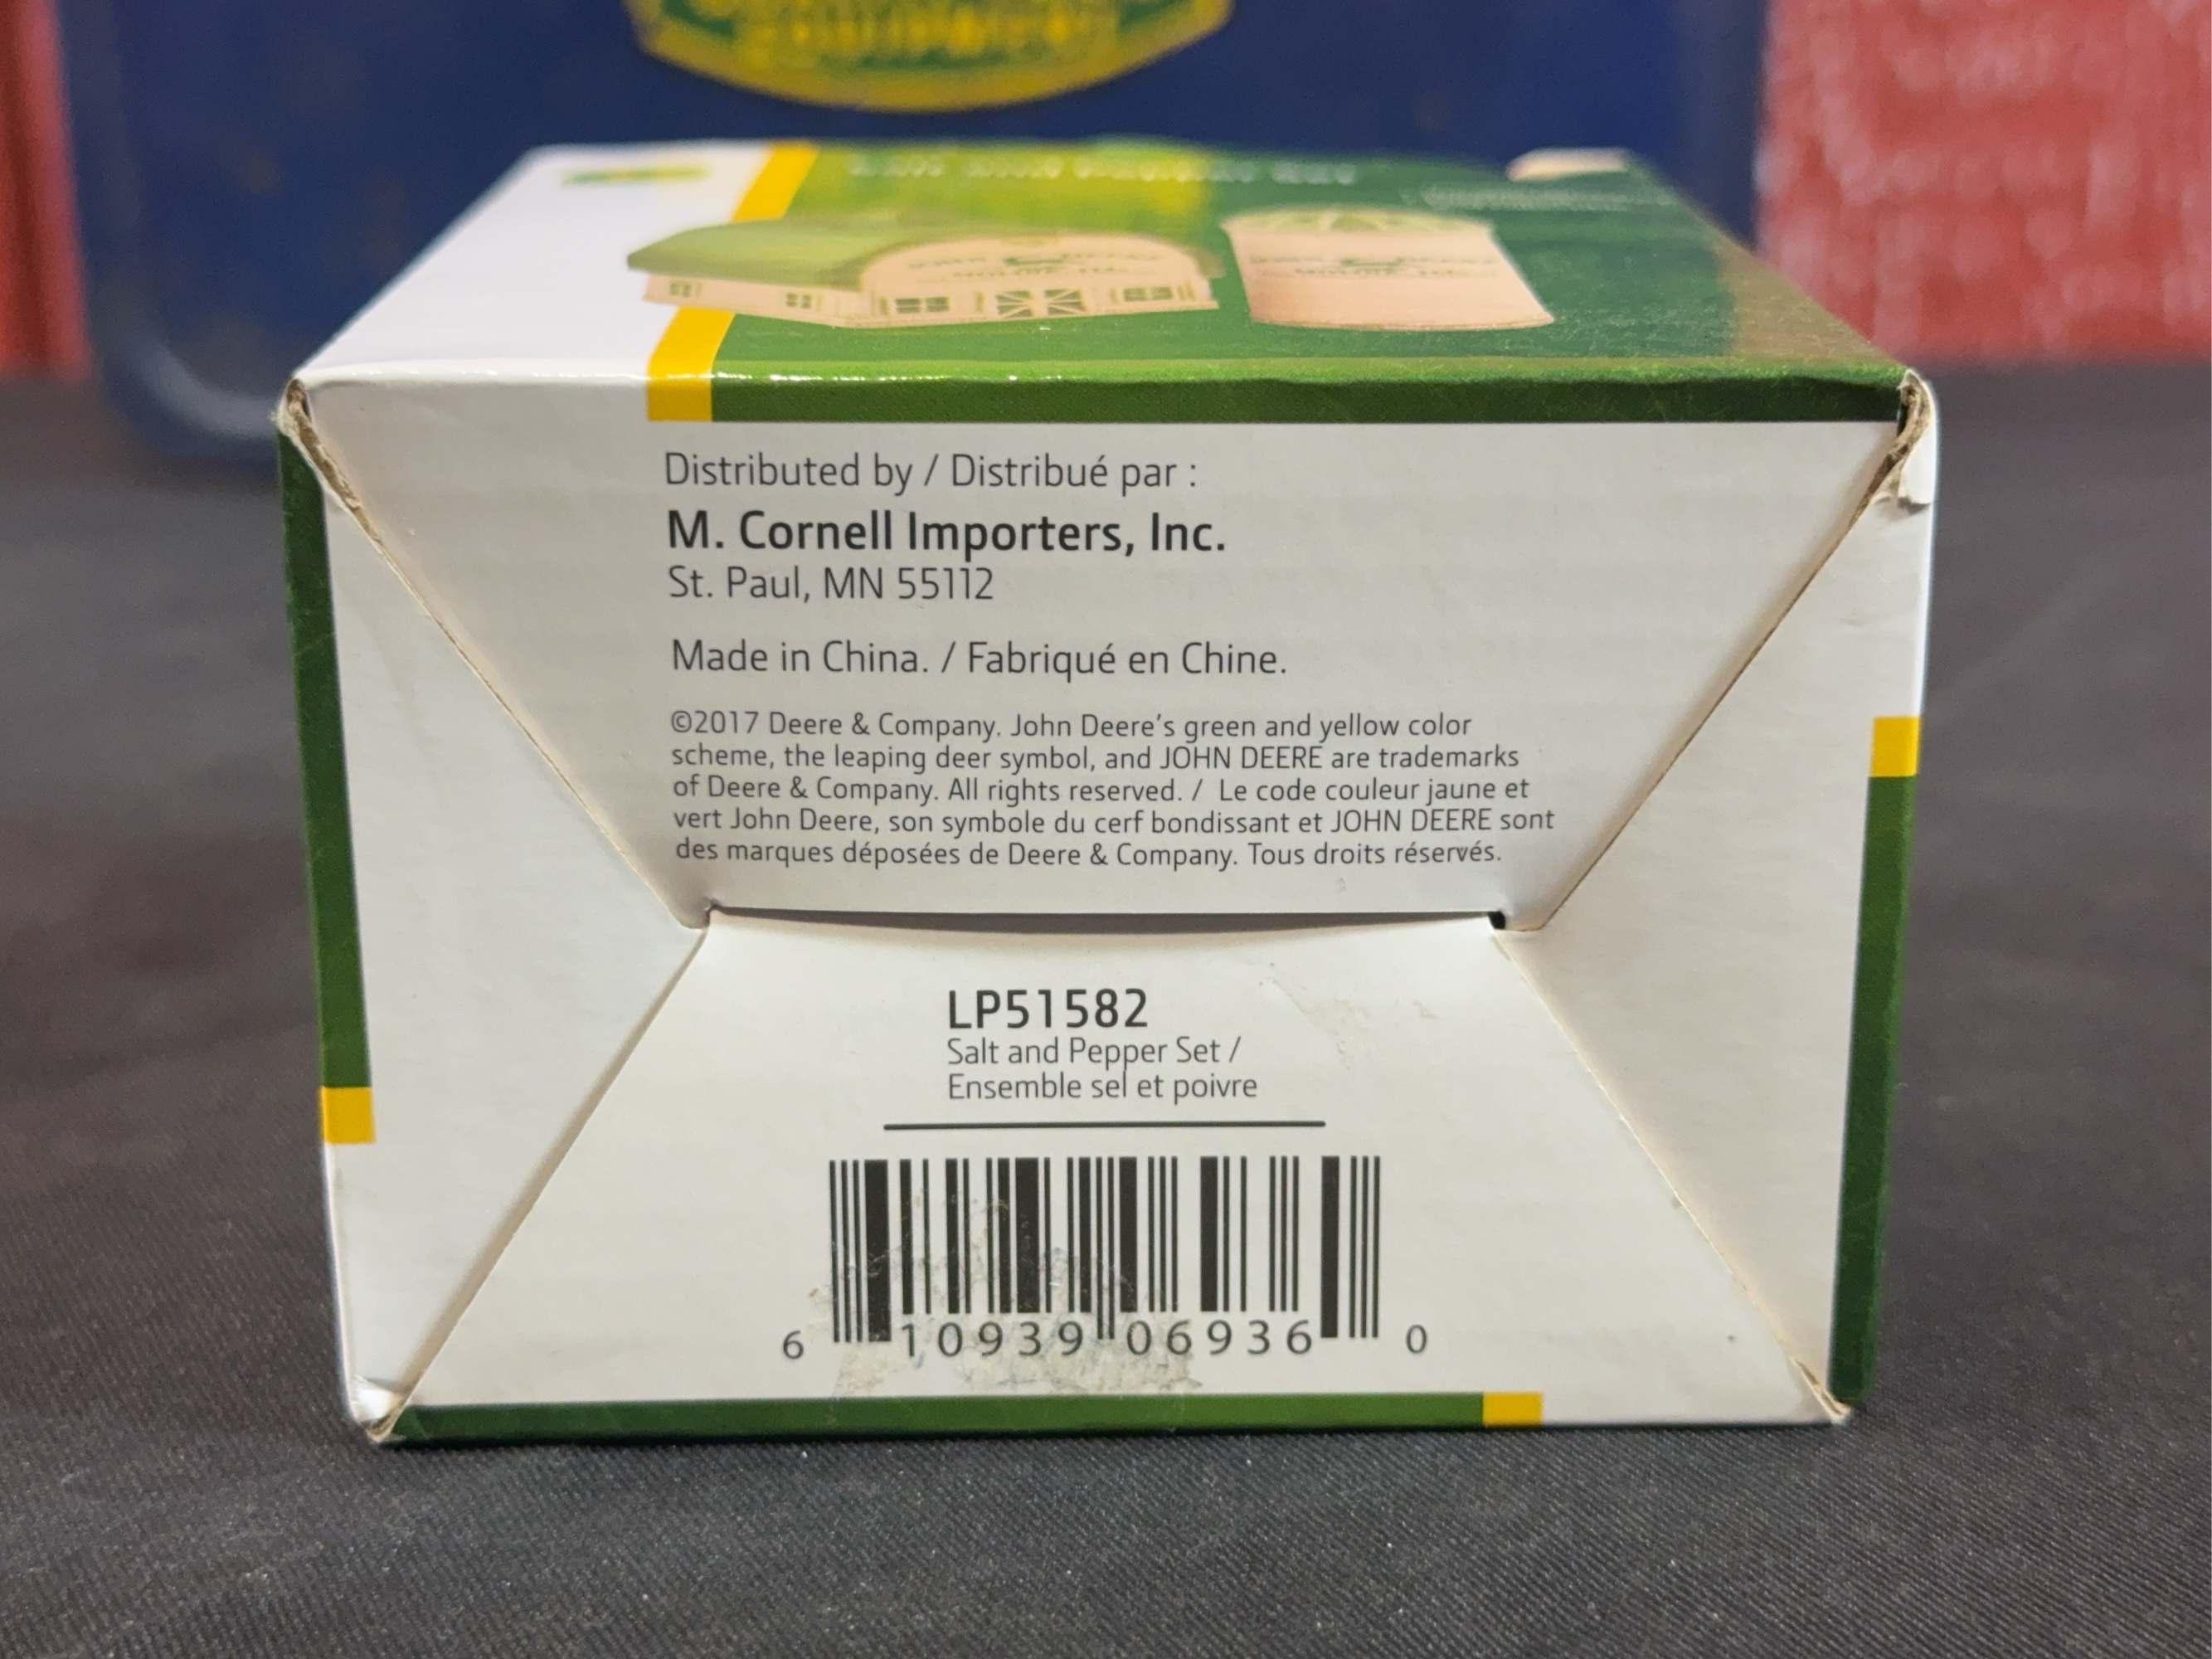 Salt and Pepper Set
Distributed by / Distribué par :
M. Cornell Importers, Inc.
St. Paul, MN 55112
Made in China. / Fabriqué en Chine.
©2017 Deere & Company. John Deere's green and yellow color
scheme, the leaping deer symbol, and JOHN DEERE are trademarks
of Deere & Company. All rights reserved. / Le code couleur jaune et
vert John Deere, son symbole du cerf bondissant et JOHN DEERE sont
des marques déposées de Deere & Company. Tous droits réservés.
LP51582
Salt and Pepper Set /
Ensemble sel et poivre
6 10939 06936 0